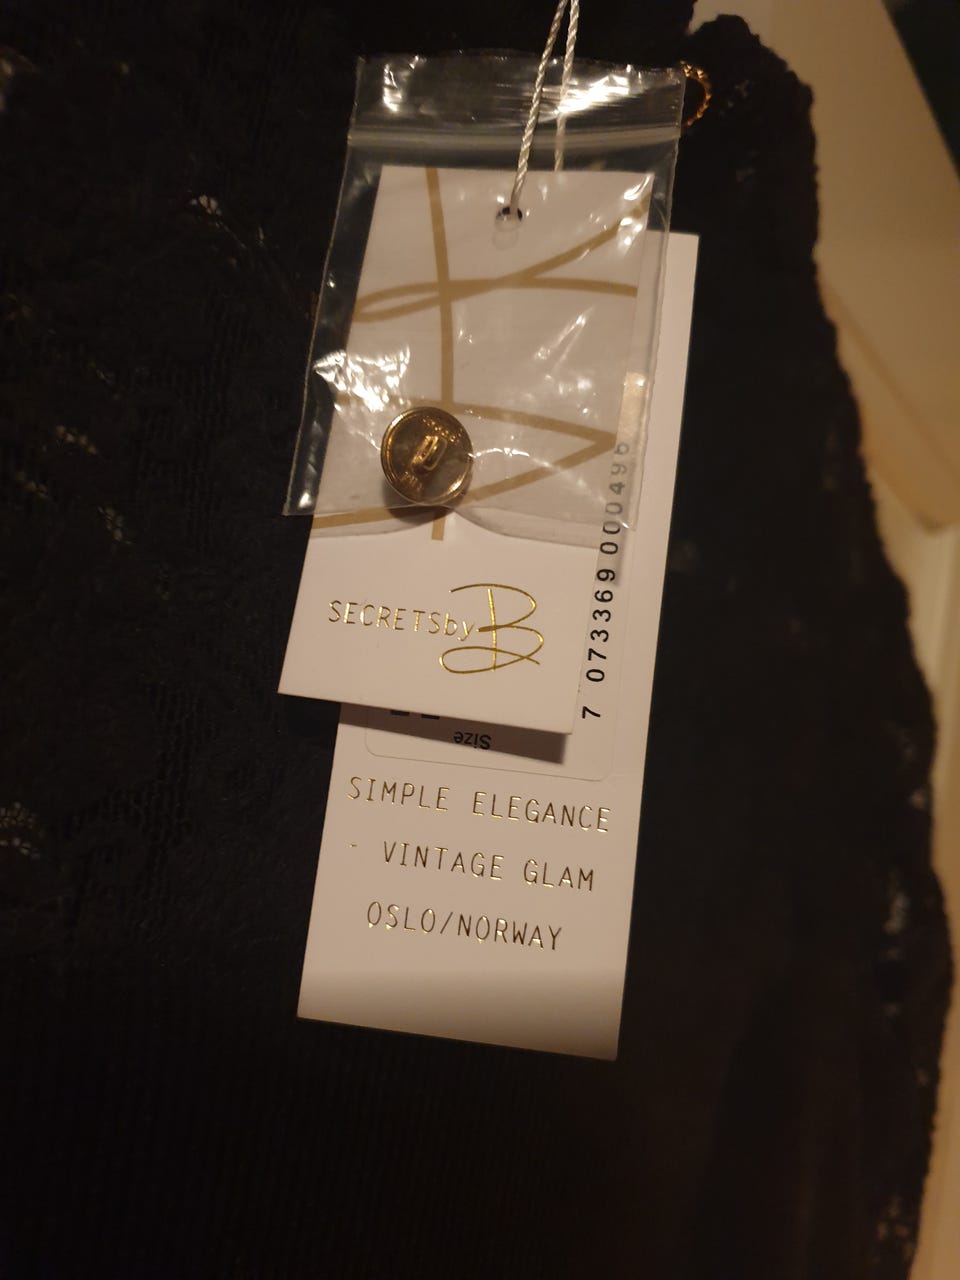 SECRETSbyB
7 073369 000496
Size
SIMPLE ELEGANCE
- VINTAGE GLAM
OSLO/NORWAY